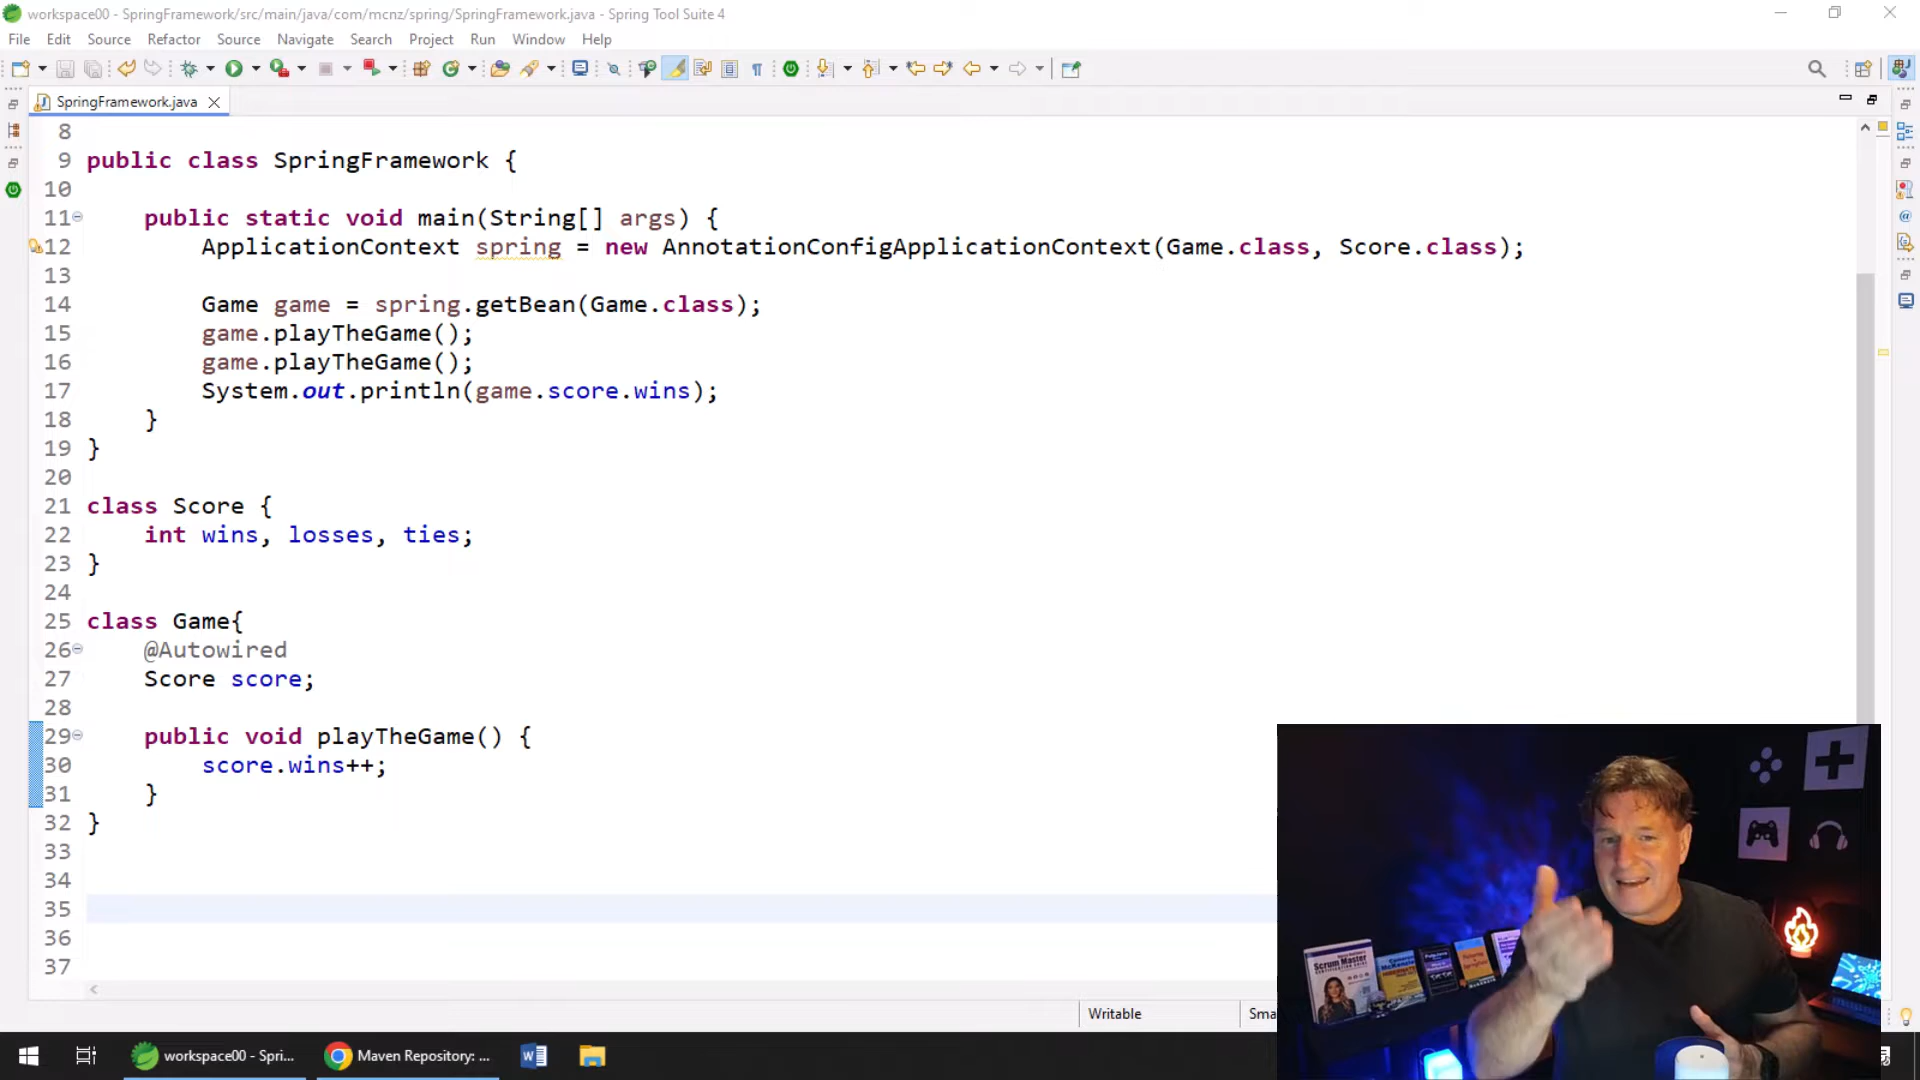 workspace00 - SpringFramework/src/main/java/com/mcnz/spring/SpringFramework.java - Spring Tool Suite 4
File Edit Source Refactor Source Navigate Search Project Run Window Help
SpringFramework.java
8
9 public class SpringFramework {
10
11 public static void main(String[] args) {
12 ApplicationContext spring = new AnnotationConfigApplicationContext(Game.class, Score.class);
13
14 Game game = spring.getBean(Game.class);
15 game.playTheGame();
16 game.playTheGame();
17 System.out.println(game.score.wins);
18 }
19 }
20
21 class Score {
22 int wins, losses, ties;
23 }
24
25 class Game{
26 @Autowired
27 Score score;
28
29 public void playTheGame() {
30 score.wins++;
31 }
32 }
33
34
35
36
37
Writable
Sma
Scrum Master
workspace00 - Spri...
Maven Repository: ...